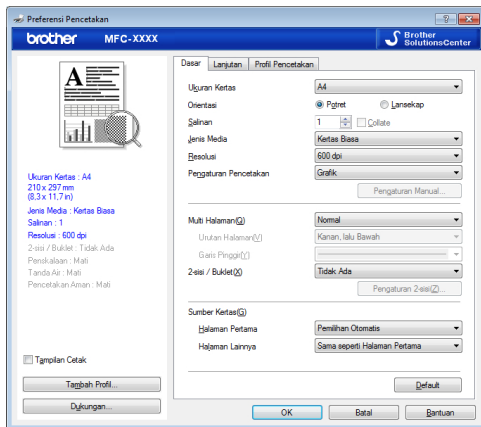 Preferensi Pencetakan
brother MFC-XXXX Brother SolutionsCenter
Dasar Lanjutan Profil Pencetakan
Ukuran Kertas A4
Orientasi Potret Lansekap
Salinan 1 Collate
Jenis Media Kertas Biasa
Resolusi 600 dpi
Pengaturan Pencetakan Grafik
Pengaturan Manual...
Multi Halaman(G) Normal
Urutan Halaman(V) Kanan, lalu Bawah
Garis Pinggir(Y)
2-sisi / Buklet(X) Tidak Ada
Pengaturan 2-sisi(Z)...
Sumber Kertas(G)
Halaman Pertama Pemilihan Otomatis
Halaman Lainnya Sama seperti Halaman Pertama
Default
Ukuran Kertas : A4
210 x 297 mm
(8.3 x 11,7 in)
Jenis Media : Kertas Biasa
Salinan : 1
Resolusi : 600 dpi
2-sisi / Buklet : Tidak Ada
Penskalaan : Mati
Tanda Air : Mati
Pencetakan Aman : Mati
Tampilan Cetak
Tambah Profil...
Dukungan...
OK Batal Bantuan